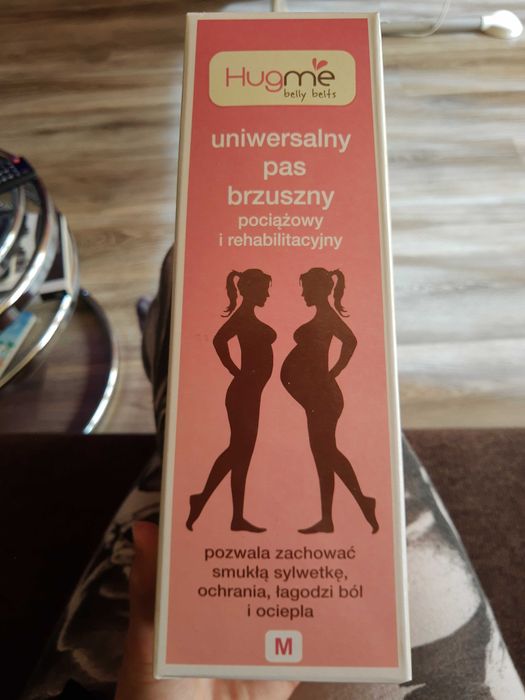 Hugme
belly belts
uniwersalny
pas
brzuszny
pociążowy
i rehabilitacyjny
pozwala zachować
smukłą sylwetkę,
ochrania, łagodzi ból
i ociepla
M